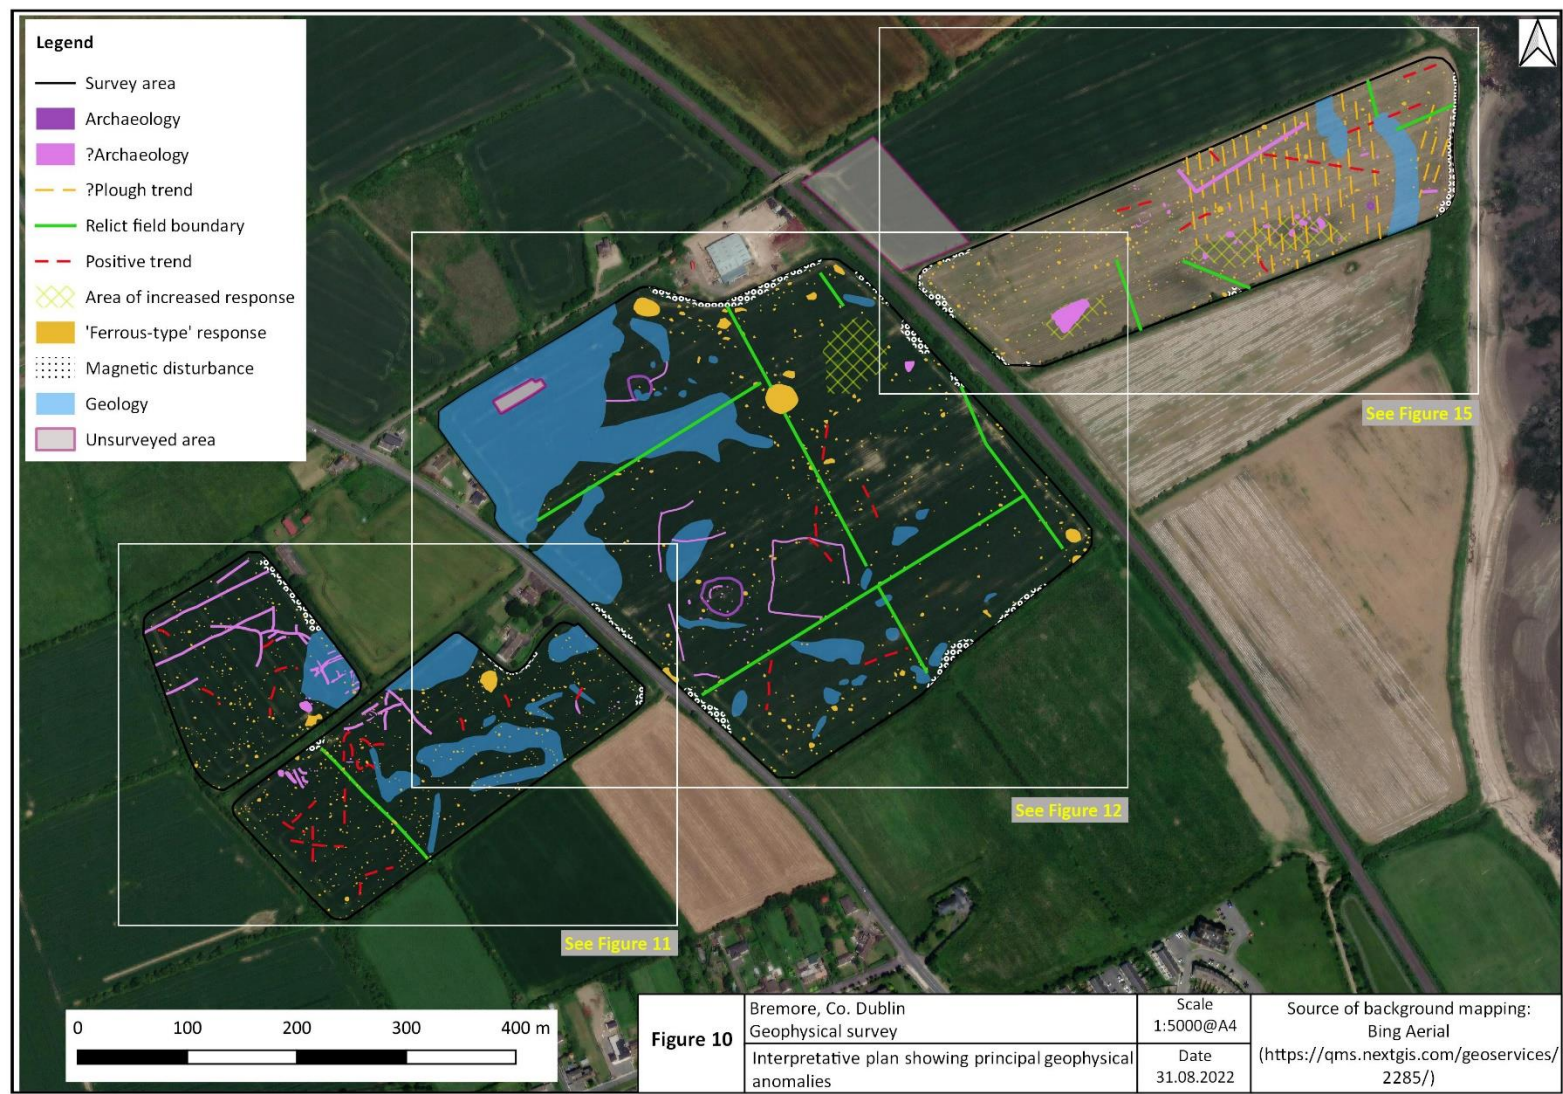 Legend
Survey area
Archaeology
?Archaeology
?Plough trend
Relict field boundary
Positive trend
Area of increased response
'Ferrous-type' response
Magnetic disturbance
Geology
Unsurveyed area
See Figure 15
See Figure 12
See Figure 11
0 100 200 300 400 m
Figure 10
Bremore, Co. Dublin
Geophysical survey
Interpretative plan showing principal geophysical
anomalies
Scale
1:5000@A4
Date
31.08.2022
Source of background mapping:
Bing Aerial
(https://qms.nextgis.com/geoservices/
2285/)